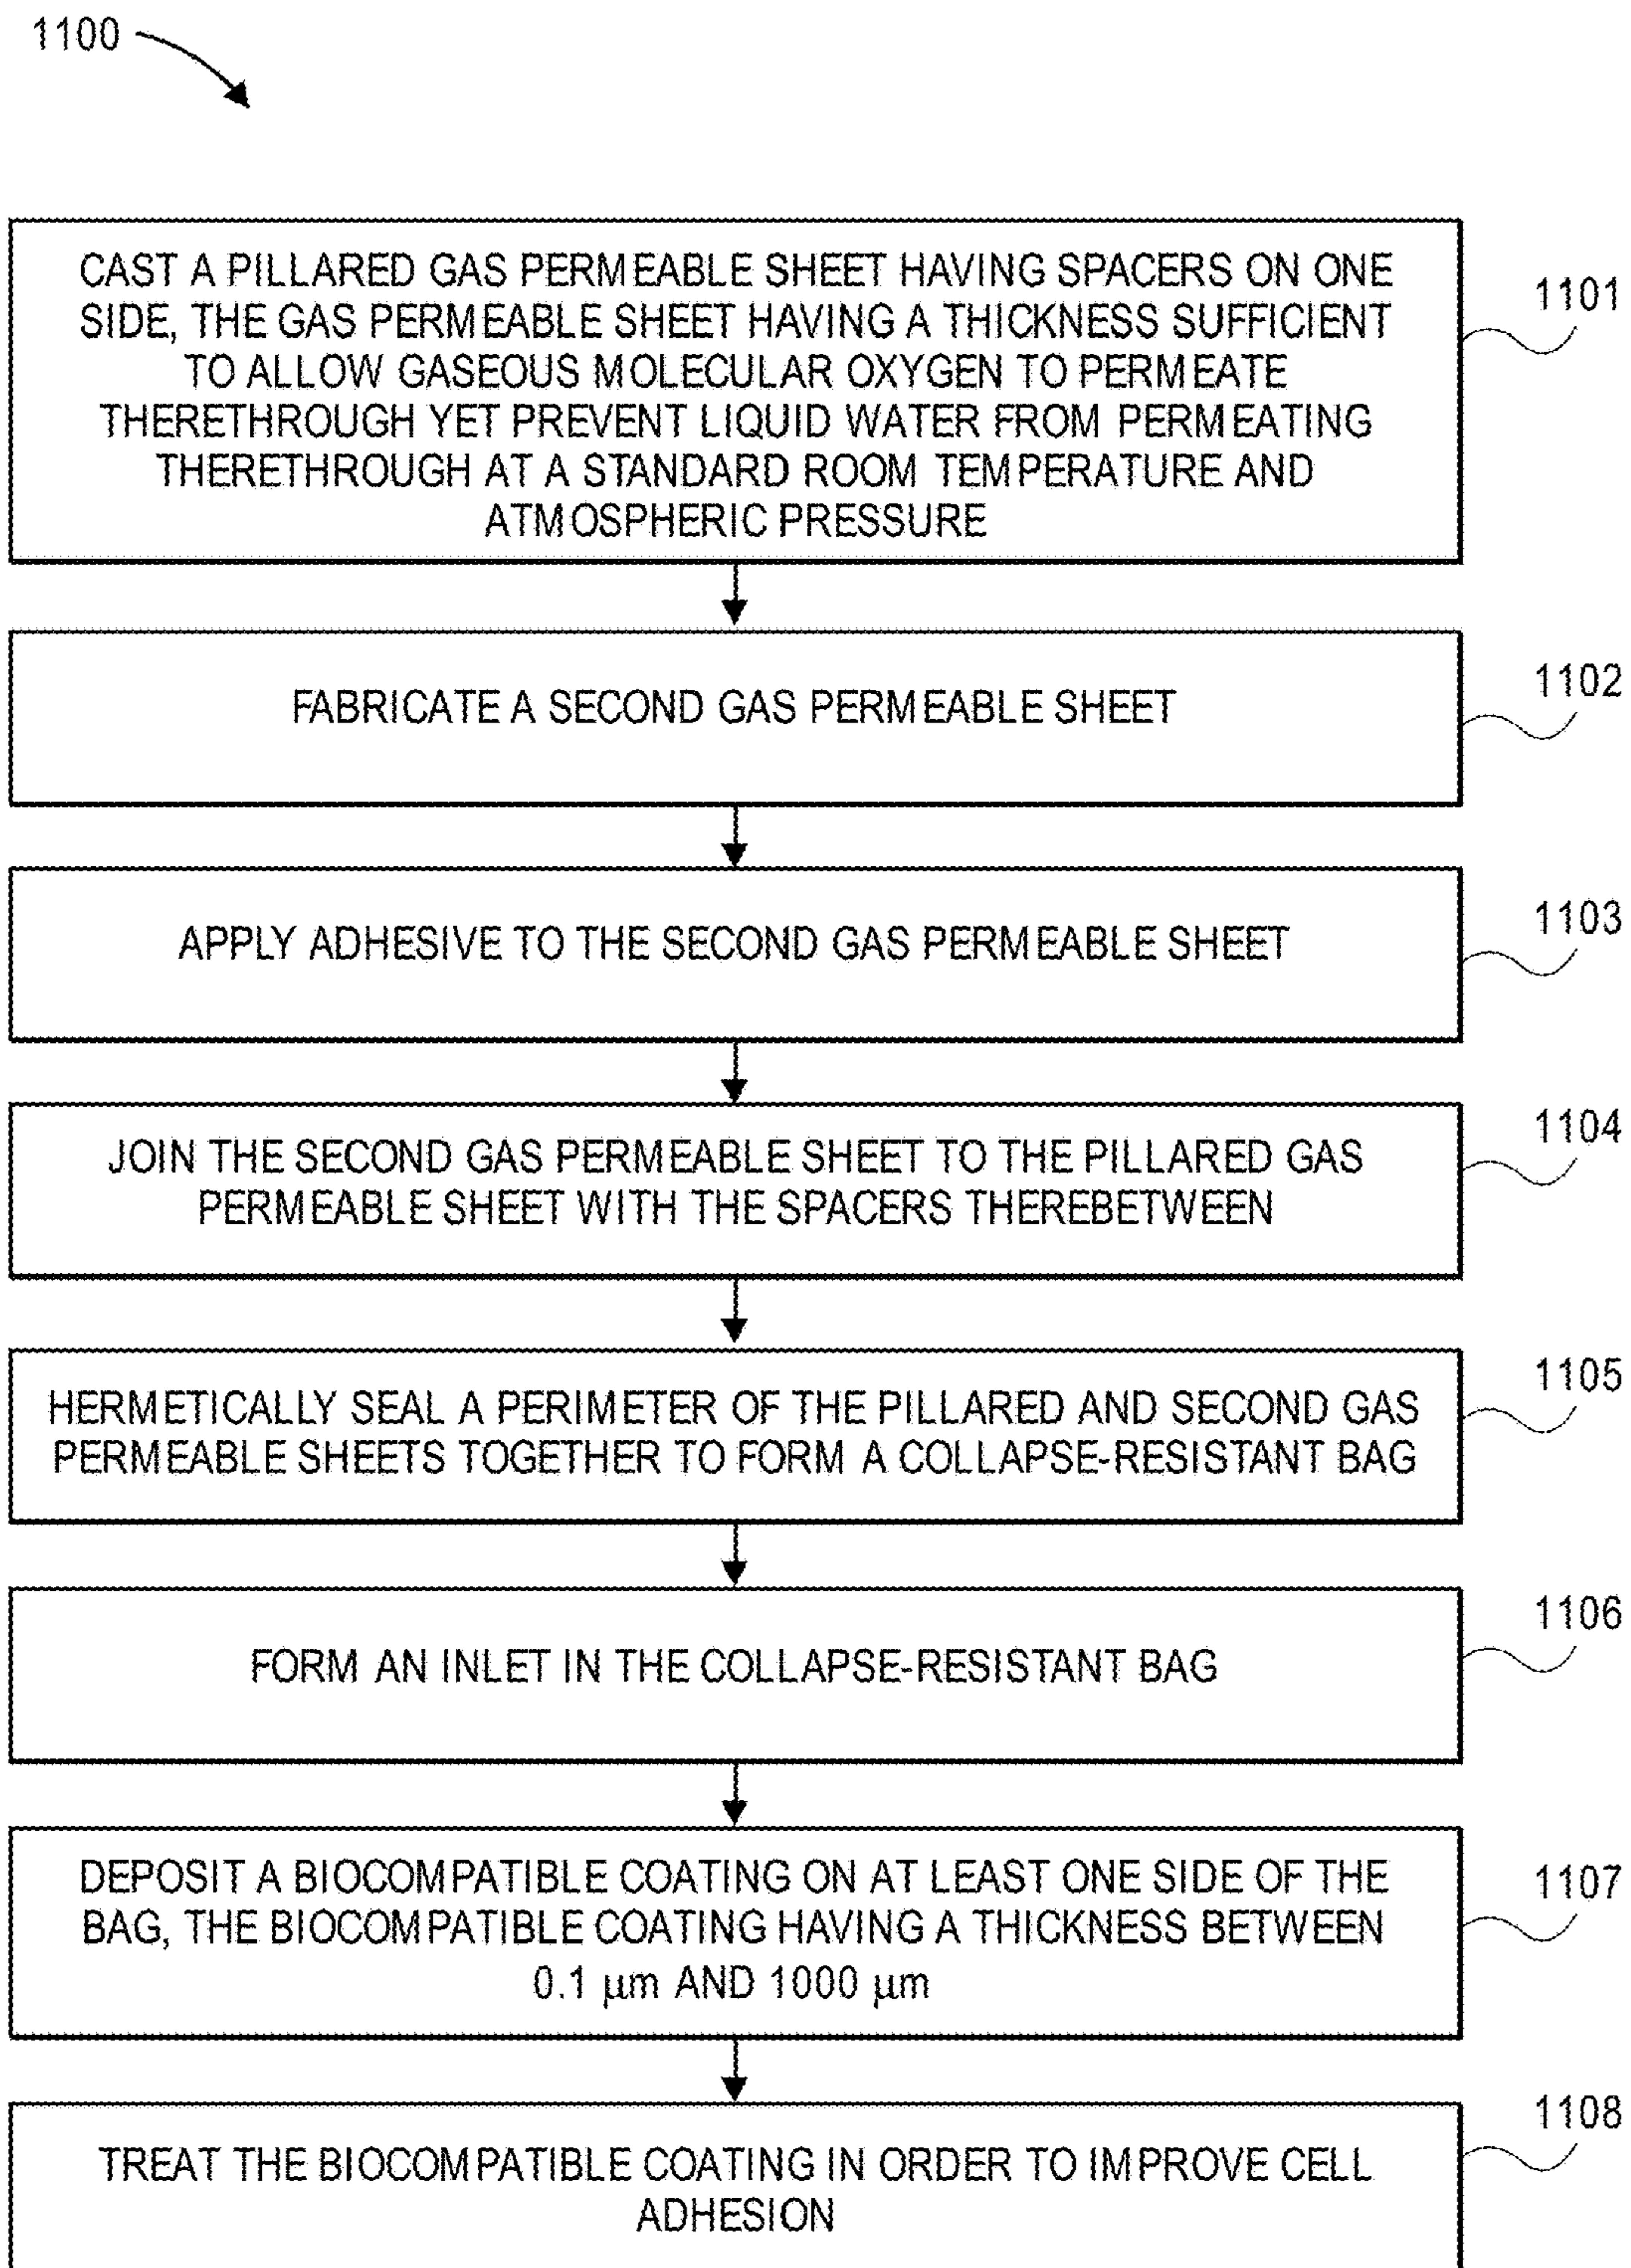 1100
CAST A PILLARED GAS PERMEABLE SHEET HAVING SPACERS ON ONE
SIDE, THE GAS PERMEABLE SHEET HAVING A THICKNESS SUFFICIENT
TO ALLOW GASEOUS MOLECULAR OXYGEN TO PERMEATE
THERETHROUGH YET PREVENT LIQUID WATER FROM PERMEATING
THERETHROUGH AT A STANDARD ROOM TEMPERATURE AND
ATMOSPHERIC PRESSURE
1101
FABRICATE A SECOND GAS PERMEABLE SHEET
1102
APPLY ADHESIVE TO THE SECOND GAS PERMEABLE SHEET
1103
JOIN THE SECOND GAS PERMEABLE SHEET TO THE PILLARED GAS
PERMEABLE SHEET WITH THE SPACERS THEREBETWEEN
1104
HERMETICALLY SEAL A PERIMETER OF THE PILLARED AND SECOND GAS
PERMEABLE SHEETS TOGETHER TO FORM A COLLAPSE-RESISTANT BAG
1105
FORM AN INLET IN THE COLLAPSE-RESISTANT BAG
1106
DEPOSIT A BIOCOMPATIBLE COATING ON AT LEAST ONE SIDE OF THE
BAG, THE BIOCOMPATIBLE COATING HAVING A THICKNESS BETWEEN
0.1 µm AND 1000 µm
1107
TREAT THE BIOCOMPATIBLE COATING IN ORDER TO IMPROVE CELL
ADHESION
1108